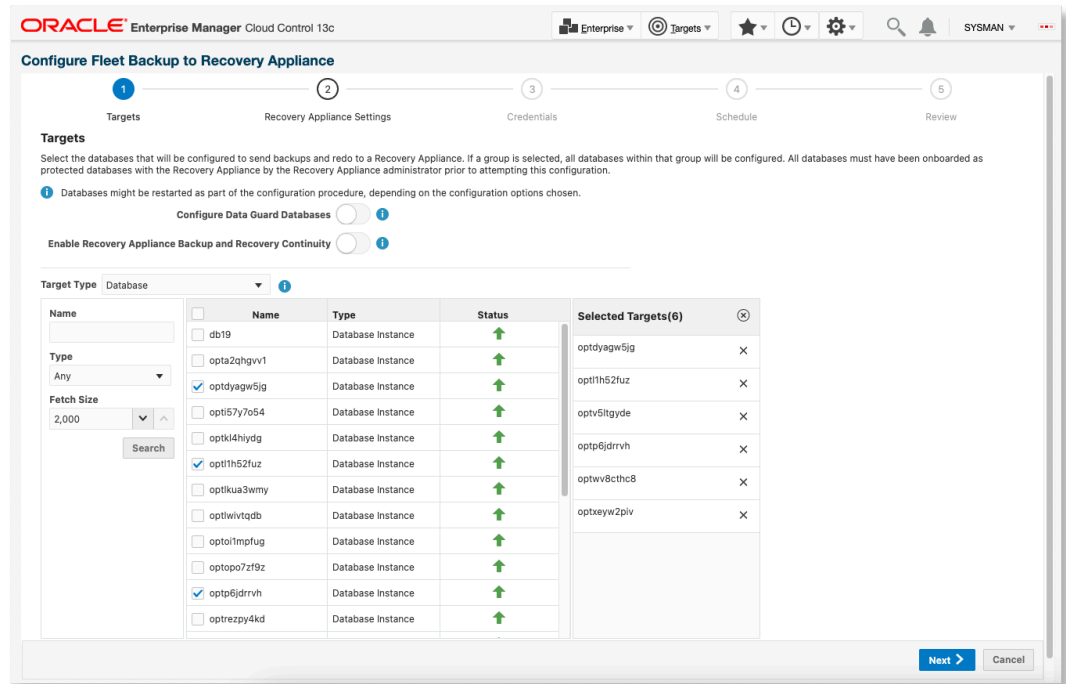 ORACLE Enterprise Manager Cloud Control 13c
Enterprise Targets SYSMAN
Configure Fleet Backup to Recovery Appliance
1 2 3 4 5
Targets Recovery Appliance Settings Credentials Schedule Review
Targets
Select the databases that will be configured to send backups and redo to a Recovery Appliance. If a group is selected, all databases within that group will be configured. All databases must have been onboarded as
protected databases with the Recovery Appliance by the Recovery Appliance administrator prior to attempting this configuration.
Databases might be restarted as part of the configuration procedure, depending on the configuration options chosen.
Configure Data Guard Databases
Enable Recovery Appliance Backup and Recovery Continuity
Target Type Database
Name
Type
Any
Fetch Size
2,000
Search
Name Type Status
db19 Database Instance
opta2qhgvv1 Database Instance
optdyagw5jg Database Instance
opti57y7o54 Database Instance
optkl4hiydg Database Instance
optl1h52fuz Database Instance
optlkua3wmy Database Instance
optlwivtqdb Database Instance
optoi1mpfug Database Instance
optopo7zf9z Database Instance
optp6jdrrvh Database Instance
optrezpy4kd Database Instance
Selected Targets(6)
optdyagw5jg
optl1h52fuz
optv5ltgyde
optp6jdrrvh
optwv8cthc8
optxeyw2piv
Next Cancel